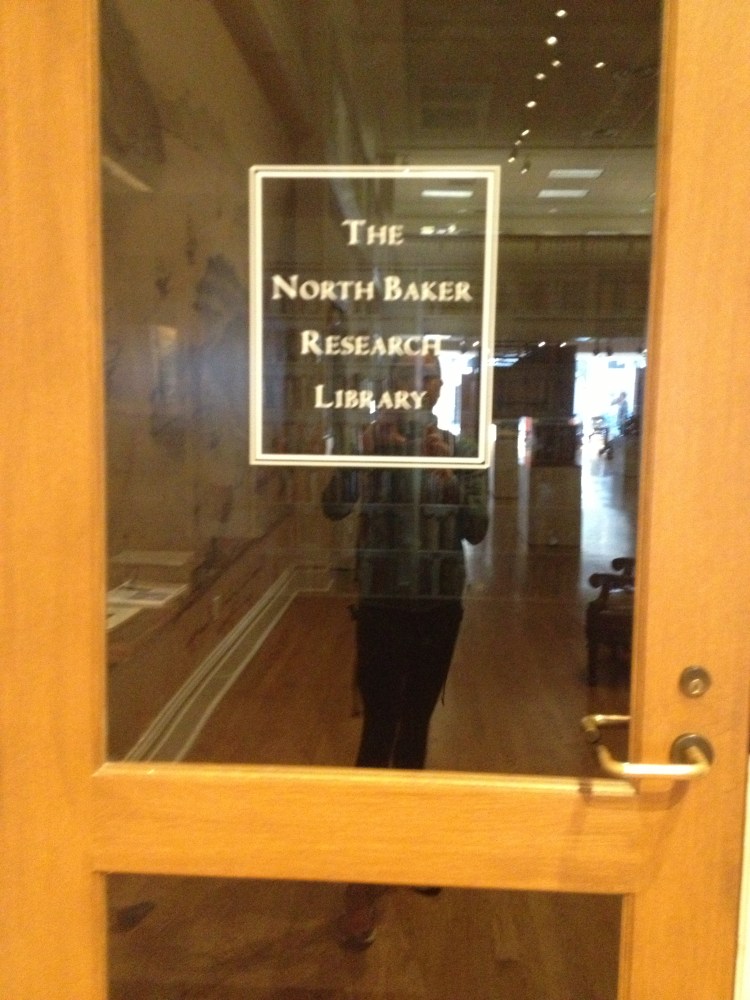 The
North Baker
Research
Library